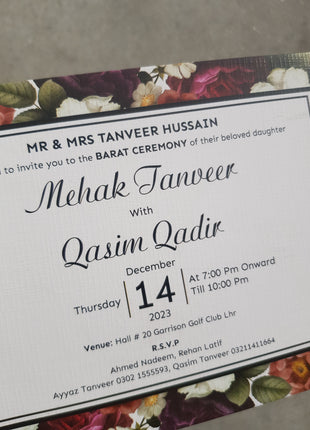 MR & MRS TANVEER HUSSAIN
to invite you to the BARAT CEREMONY of their beloved daughter
Mehak Tanveer
With
Qasim Qadir
December
Thursday 14 At 7:00 Pm Onward
Till 10:00 Pm
2023
Venue: Hall # 20 Garrison Golf Club Lhr
R.S.V.P
Ahmed Nadeem, Rehan Latif
Ayyaz Tanveer 0302 1555593, Qasim Tanveer 03211411664